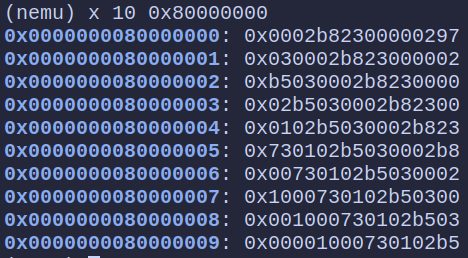 (nemu) x 10 0x80000000
0x0000000080000000: 0x0002b82300000297
0x0000000080000001: 0x030002b823000002
0x0000000080000002: 0xb5030002b8230000
0x0000000080000003: 0x02b5030002b82300
0x0000000080000004: 0x0102b5030002b823
0x0000000080000005: 0x730102b5030002b8
0x0000000080000006: 0x00730102b5030002
0x0000000080000007: 0x1000730102b50300
0x0000000080000008: 0x001000730102b503
0x0000000080000009: 0x00001000730102b5